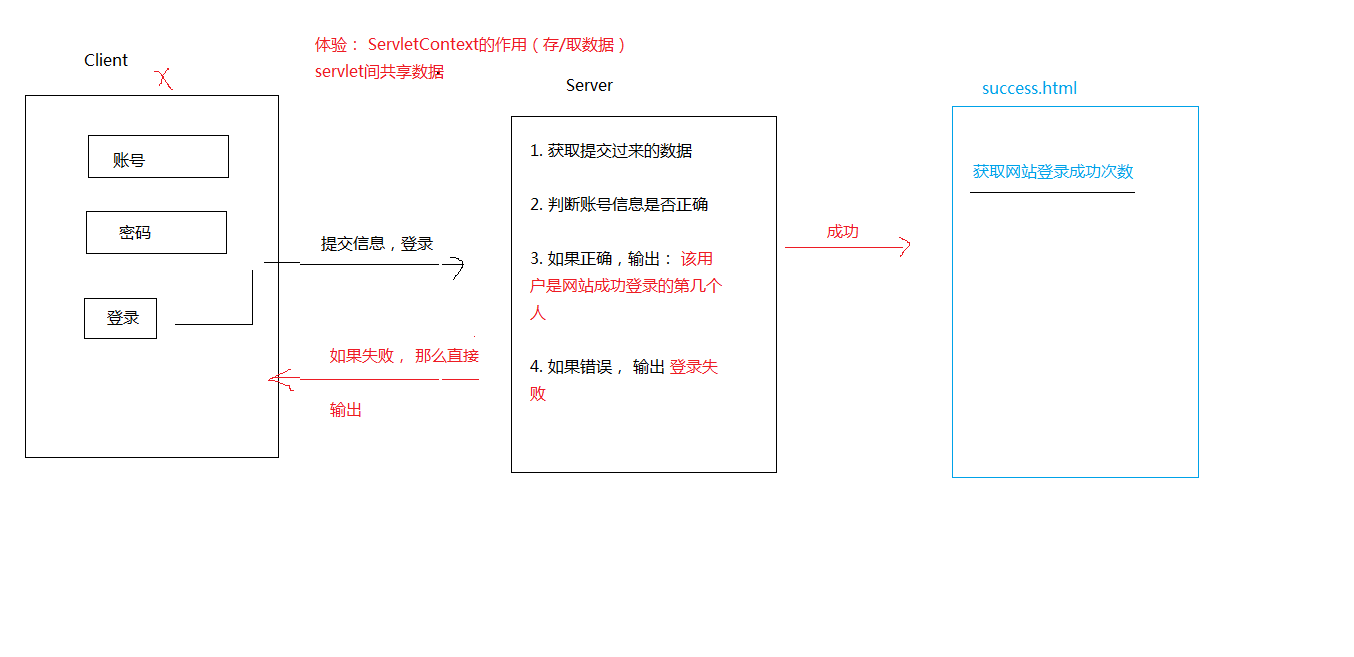 体验： ServletContext的作用（存/取数据）
servlet间共享数据
Client
账号
密码
登录
提交信息，登录
如果失败， 那么直接
输出
Server
1. 获取提交过来的数据
2. 判断账号信息是否正确
3. 如果正确，输出： 该用
户是网站成功登录的第几个
人
4. 如果错误， 输出 登录失
败
成功
success.html
获取网站登录成功次数